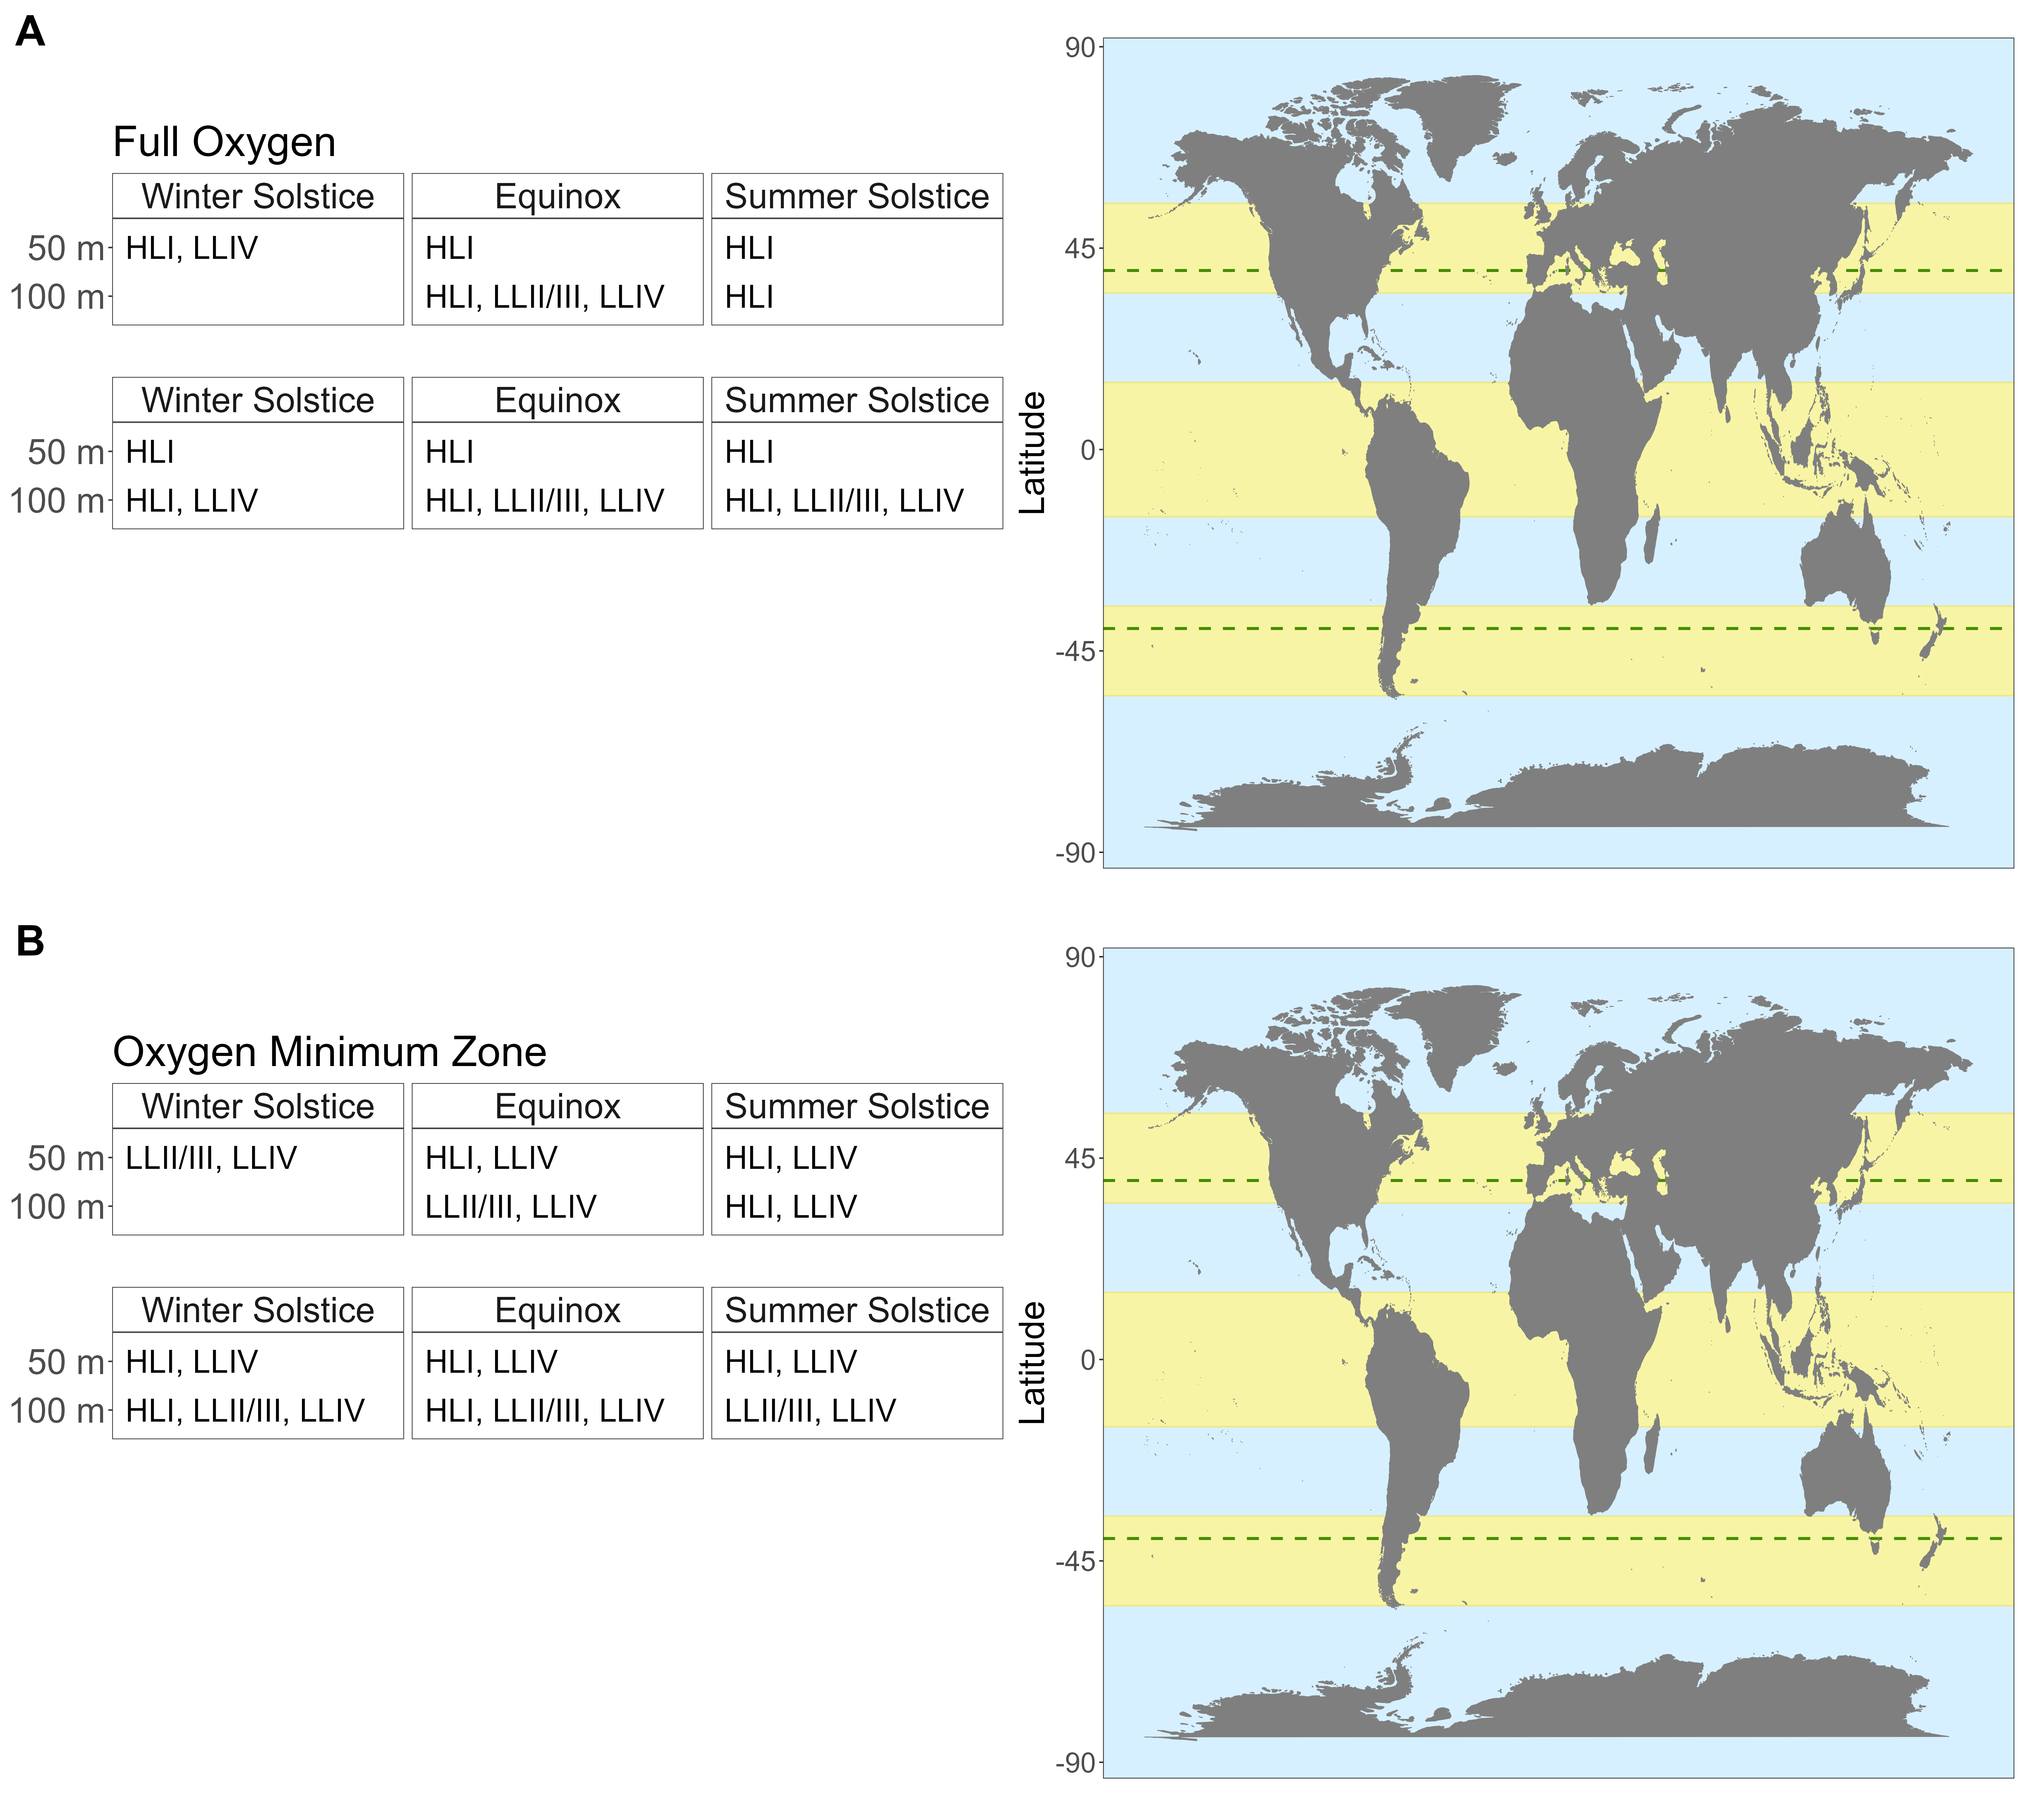 A
Full Oxygen
Winter Solstice Equinox Summer Solstice
50 m HLI, LLIV HLI HLI
100 m HLI, LLII/III, LLIV HLI
Winter Solstice Equinox Summer Solstice
50 m HLI HLI HLI
100 m HLI, LLIV HLI, LLII/III, LLIV HLI, LLII/III, LLIV
90
45
0
-45
-90
Latitude
B
Oxygen Minimum Zone
Winter Solstice Equinox Summer Solstice
50 m LLII/III, LLIV HLI, LLIV HLI, LLIV
100 m LLII/III, LLIV HLI, LLIV
Winter Solstice Equinox Summer Solstice
50 m HLI, LLIV HLI, LLIV HLI, LLIV
100 m HLI, LLII/III, LLIV HLI, LLII/III, LLIV LLII/III, LLIV
90
45
0
-45
-90
Latitude